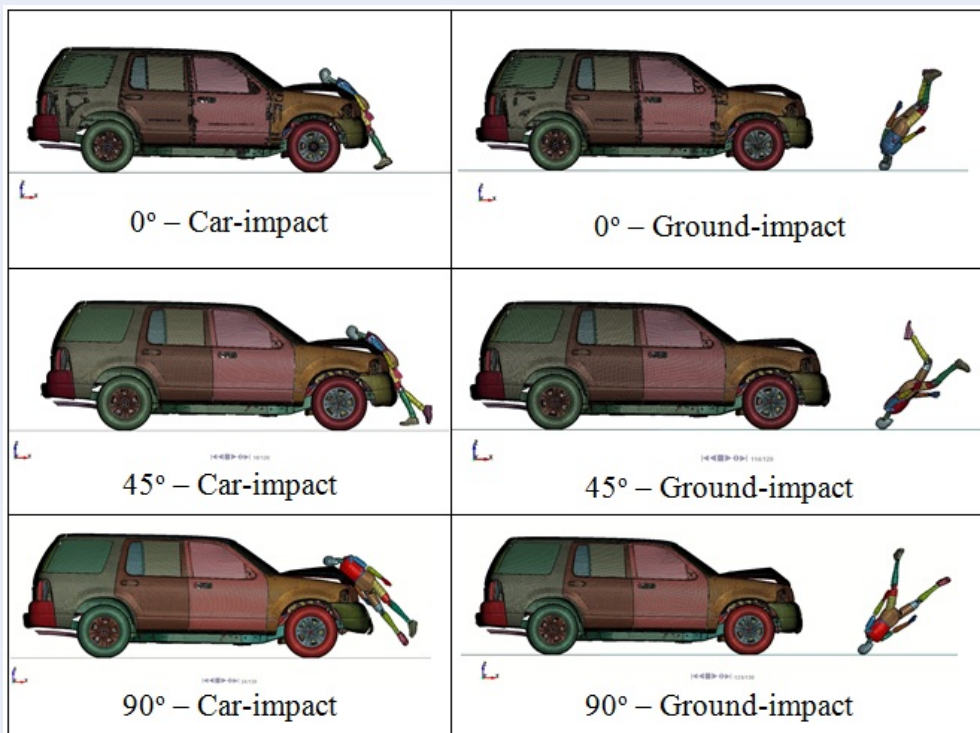 0° – Car-impact
0° – Ground-impact
45° – Car-impact
45° – Ground-impact
90° – Car-impact
90° – Ground-impact